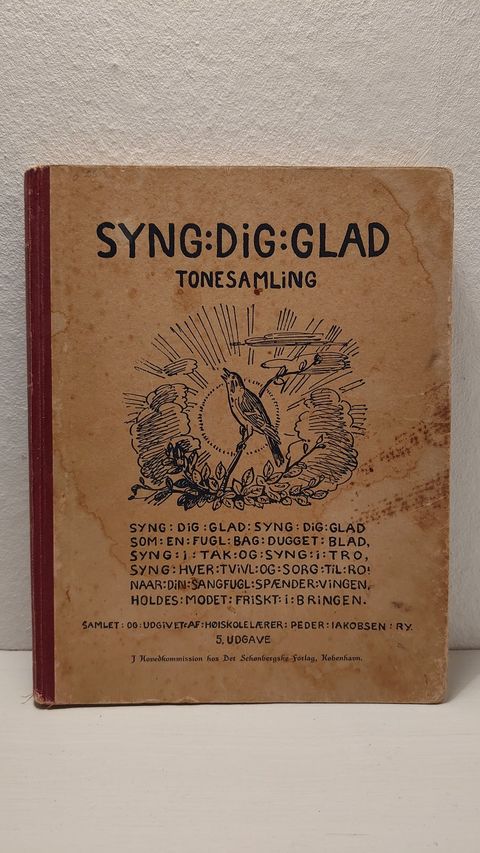 SYNG:DiG:GLAD
TONESAMLiNG
SYNG : DIG : GLAD : SYNG : DIG : GLAD
SOM : EN : FUGL : BAG : DUGGET : BLAD,
SYNG : I : TAK : OG : SYNG : I : TRO,
SYNG : HVER : TVIVL : OG : SORG : TIL : RO!
NAAR : DIN : SANGFUGL : SPÆNDER : VINGEN,
HOLDES : MODET : FRISKT : I : BRINGEN.
SAMLET : OG : UDGIVET : AF : HØISKOLELÆRER : PEDER : IAKOBSEN : RY.
5. UDGAVE
I Hovedkommission hos Det Schønbergske Forlag, København.